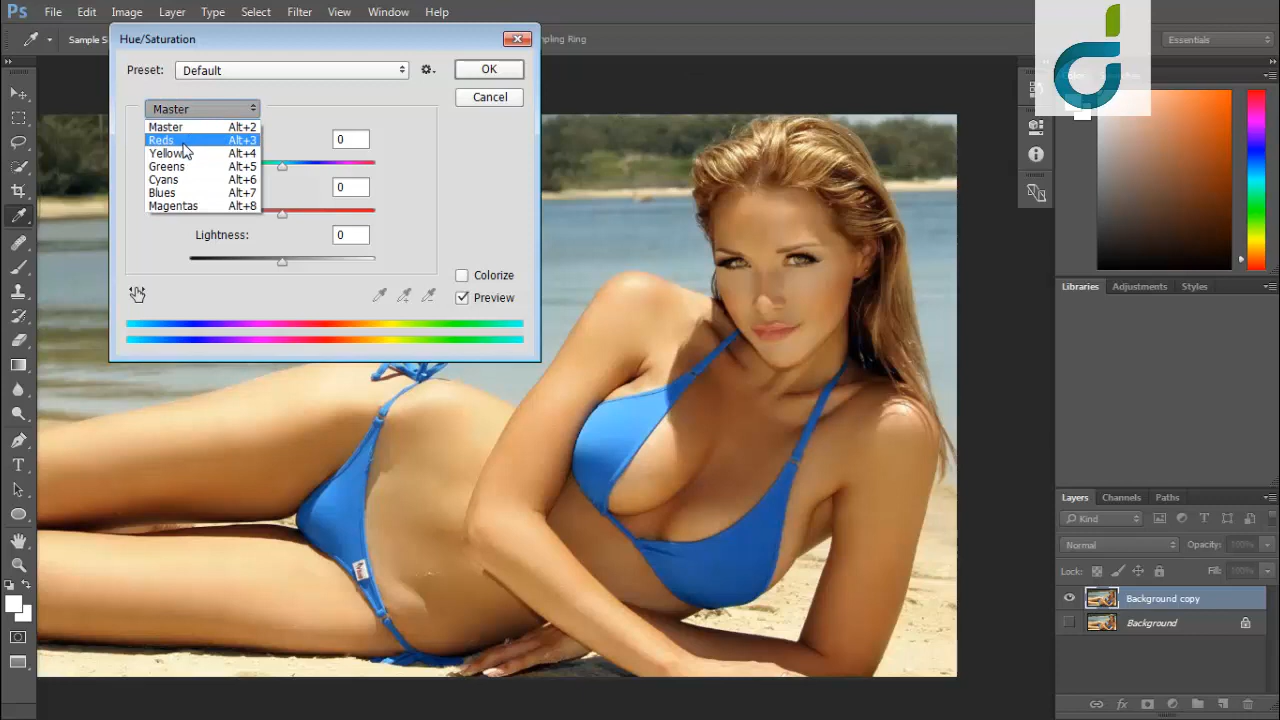 Ps File Edit Image Layer Type Select Filter View Window Help
Sample S
pling Ring
Essentials
Hue/Saturation
Preset: Default
OK
Cancel
Master
Master Alt+2
Reds Alt+3
Yellow Alt+4
Greens Alt+5
Cyans Alt+6
Blues Alt+7
Magentas Alt+8
0
0
Lightness: 0
Colorize
Preview
Libraries Adjustments Styles
Layers Channels Paths
Kind
Normal Opacity: 100%
Lock: Fill: 100%
Background copy
Background